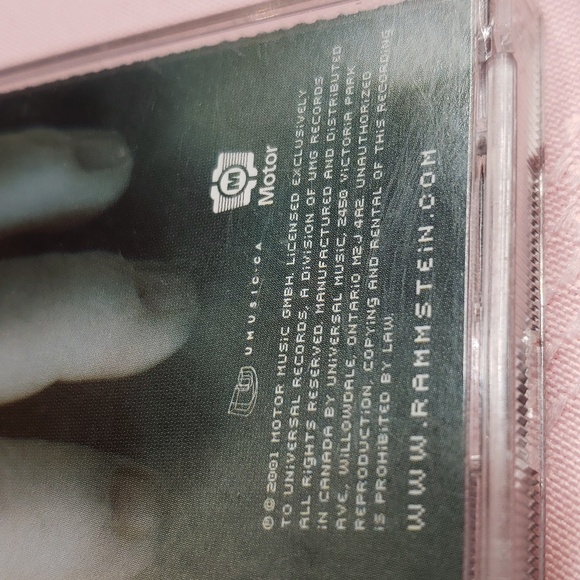 M
Motor
UMUSIC.CA
℗ © 2001 MOTOR MUSIC GMBH. LICENSED EXCLUSIVELY
TO UNIVERSAL RECORDS, A DIVISION OF UMG RECORDS.
ALL RIGHTS RESERVED. MANUFACTURED AND DISTRIBUTED
IN CANADA BY UNIVERSAL MUSIC, 2450 VICTORIA PARK
AVE, WILLOWDALE, ONTARIO M2J 4A2. UNAUTHORIZED
REPRODUCTION, COPYING AND RENTAL OF THIS RECORDING
IS PROHIBITED BY LAW.
WWW.RAMMSTEIN.COM